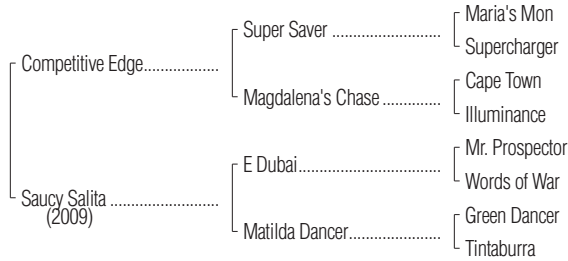 Maria's Mon
Super Saver ........................
Supercharger
Competitive Edge..................
Cape Town
Magdalena's Chase .............
Illuminance
Mr. Prospector
E Dubai................................
Words of War
Saucy Salita ..........................
(2009)
Green Dancer
Matilda Dancer.....................
Tintaburra